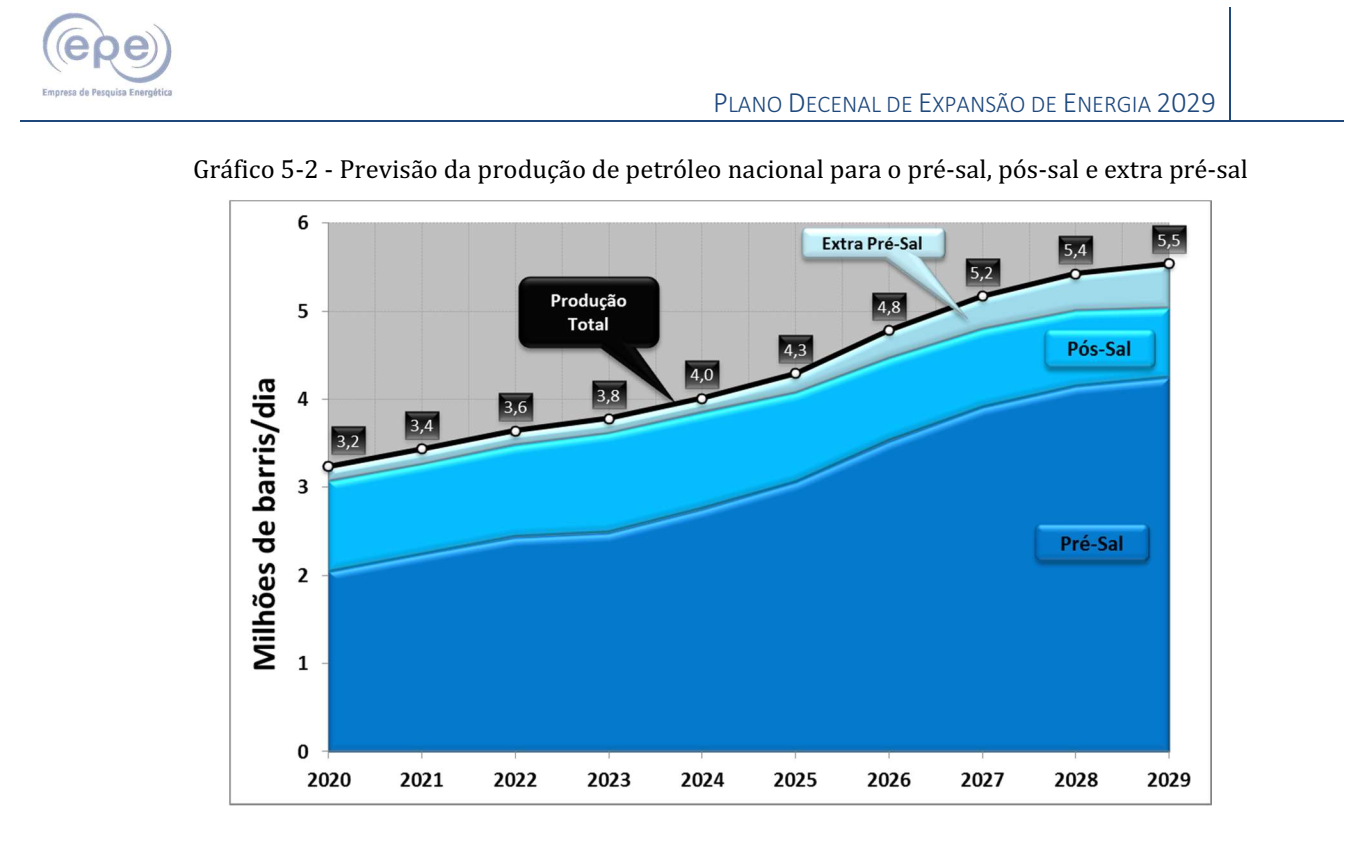 epe
Empresa de Pesquisa Energética
PLANO DECENAL DE EXPANSÃO DE ENERGIA 2029
Gráfico 5-2 - Previsão da produção de petróleo nacional para o pré-sal, pós-sal e extra pré-sal
Milhões de barris/dia
6
5
4
3
2
1
0
Produção
Total
Extra Pré-Sal
Pós-Sal
Pré-Sal
3,2
3,4
3,6
3,8
4,0
4,3
4,8
5,2
5,4
5,5
2020 2021 2022 2023 2024 2025 2026 2027 2028 2029